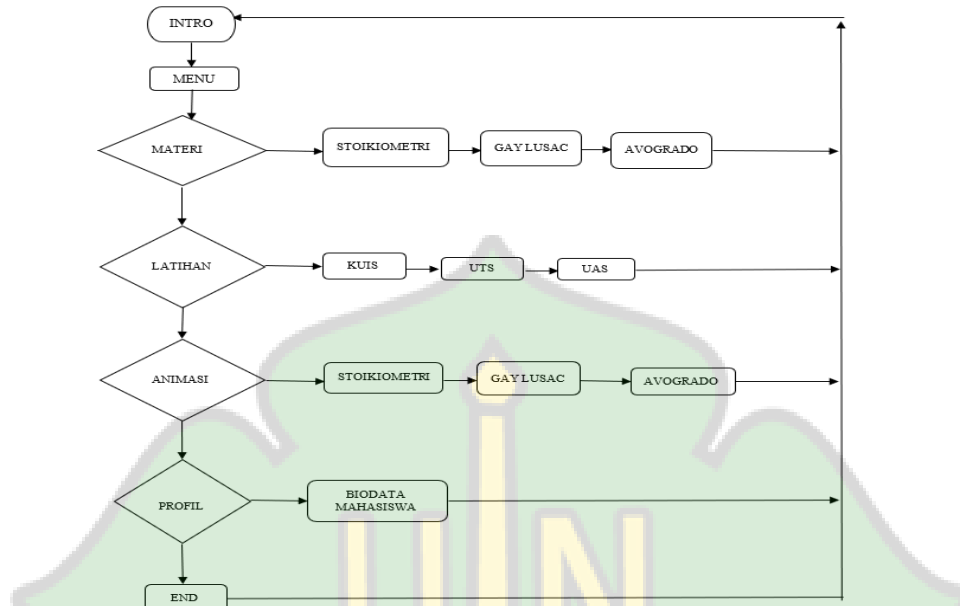 INTRO
MENU
MATERI
STOIKIOMETRI
GAY LUSAC
AVOGRADO
LATIHAN
KUIS
UTS
UAS
ANIMASI
STOIKIOMETRI
GAY LUSAC
AVOGRADO
PROFIL
BIODATA
MAHASISWA
END
UIN